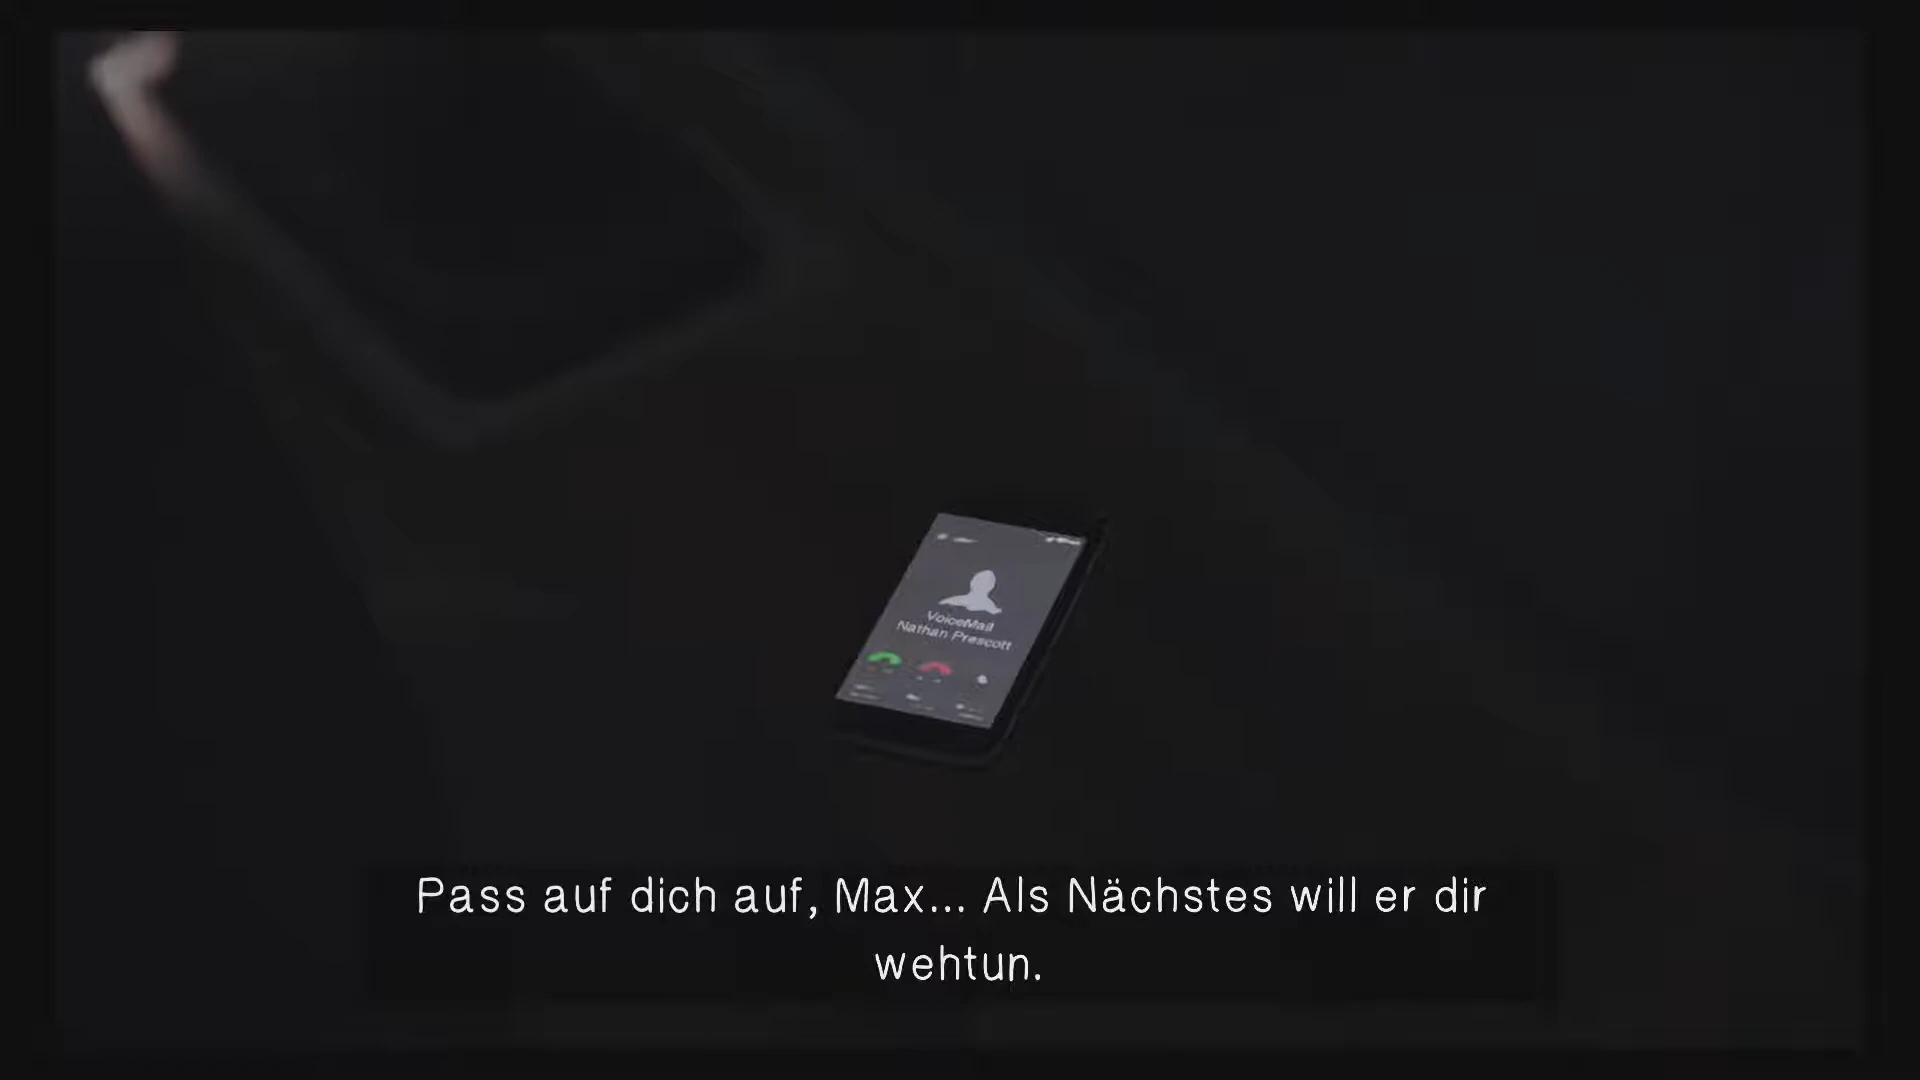 VoiceMail
Nathan Prescott
Pass auf dich auf, Max... Als Nächstes will er dir
wehtun.